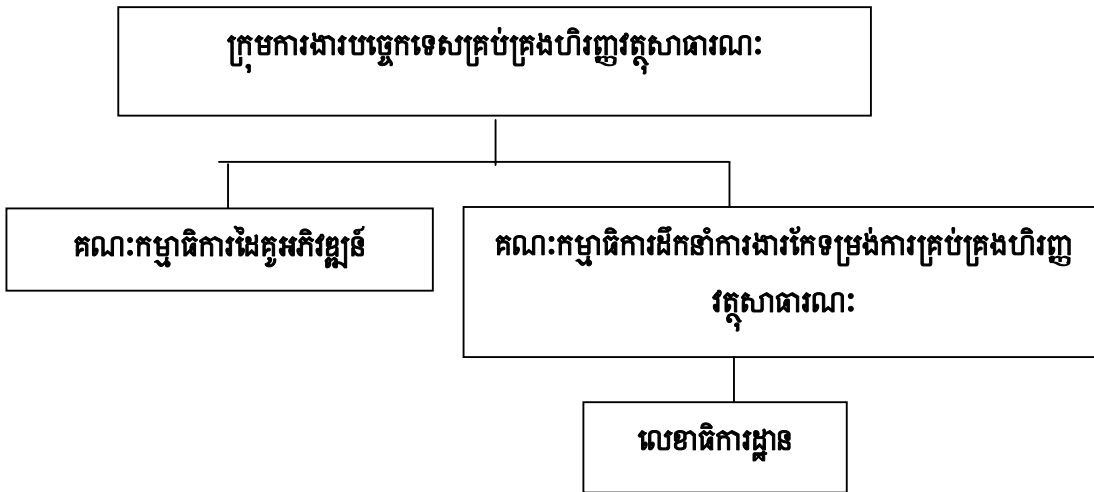 ក្រុមការងារបច្ចេកទេសគ្រប់គ្រងហិរញ្ញវត្ថុសាធារណៈ
គណៈកម្មាធិការដៃគូអភិវឌ្ឍន៍
គណៈកម្មាធិការដឹកនាំការងារកែទម្រង់ការគ្រប់គ្រងហិរញ្ញ
វត្ថុសាធារណៈ
លេខាធិការដ្ឋាន